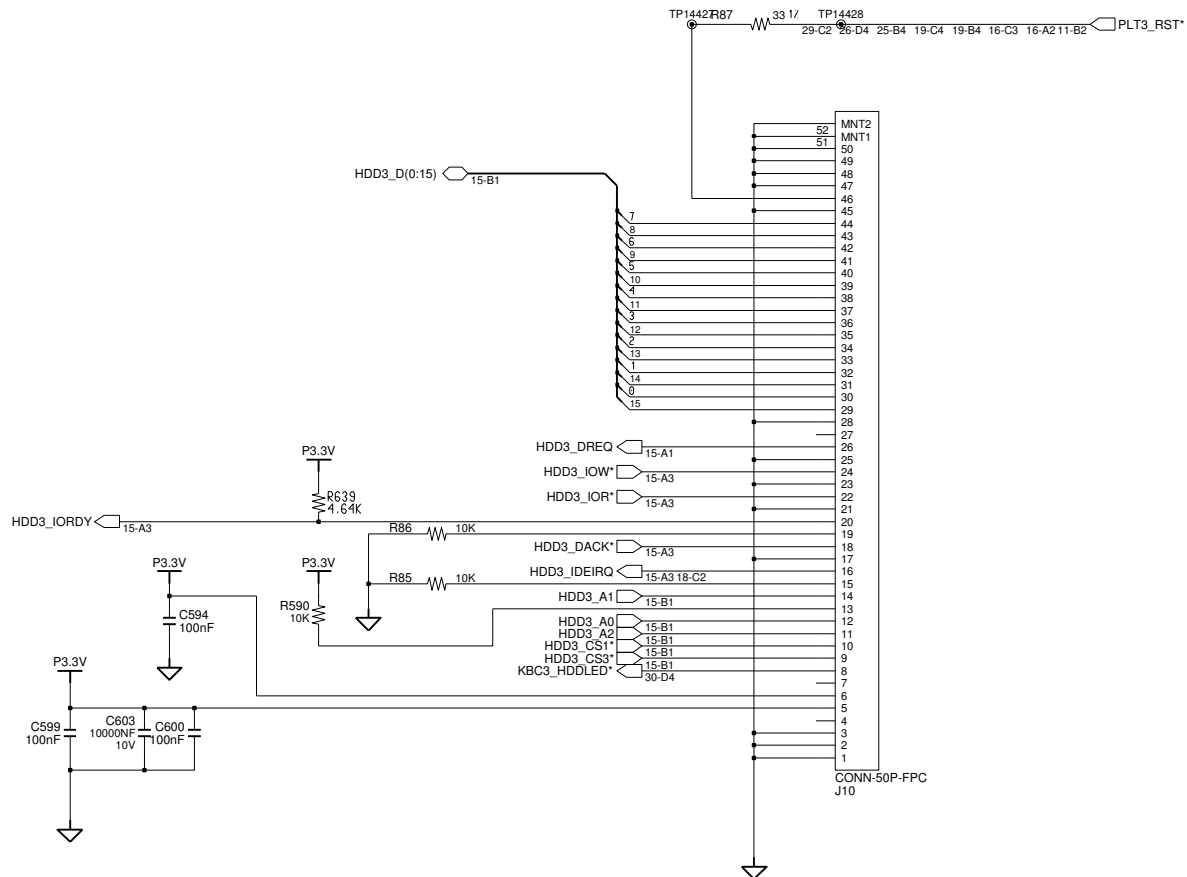 TP14427 R87 33 1/ TP14428
29-C2 26-D4 25-B4 19-C4 19-B4 16-C3 16-A2 11-B2 PLT3_RST*
MNT2
52 MNT1
51
50
49
HDD3_D(0:15) 15-B1
48
47
46
45
7 44
8 43
6 42
9 41
5 40
10 39
4 38
11 37
3 36
12 35
2 34
13 33
1 32
14 31
0 30
15 29
28
27
HDD3_DREQ 15-A1 26
25
P3.3V
HDD3_IOW* 15-A3 24
23
R639
4.64K
HDD3_IOR* 15-A3 22
21
HDD3_IORDY 15-A3 20
R86 10K 19
HDD3_DACK* 15-A3 18
17
P3.3V P3.3V
HDD3_IDEIRQ 15-A3 18-C2 16
R85 10K 15
HDD3_A1 15-B1 14
R590
10K
13
C594
100nF
HDD3_A0 15-B1 12
HDD3_A2 15-B1 11
HDD3_CS1* 15-B1 10
HDD3_CS3* 15-B1 9
KBC3_HDDLED* 30-D4 8
P3.3V
7
6
5
C599
100nF
C603
10000NF
10V
C600
100nF
4
3
2
1
CONN-50P-FPC
J10